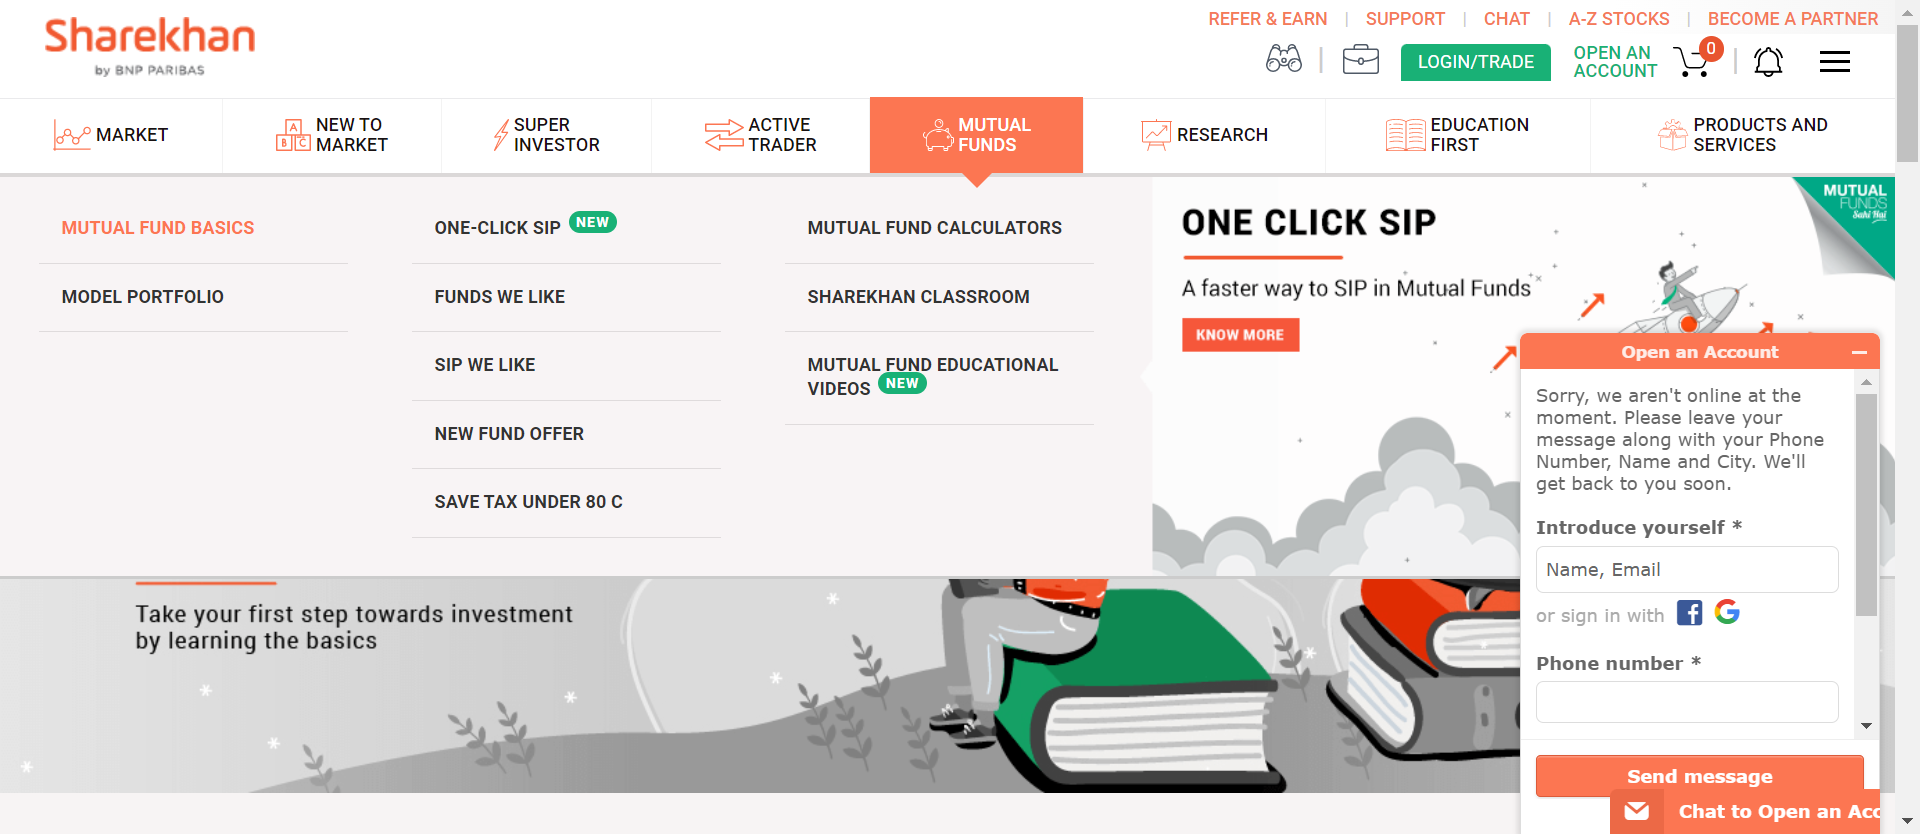 REFER & EARN | SUPPORT | CHAT | A-Z STOCKS | BECOME A PARTNER
Sharekhan
by BNP PARIBAS
LOGIN/TRADE
OPEN AN
ACCOUNT
0
MARKET
NEW TO
MARKET
A
B C
SUPER
INVESTOR
ACTIVE
TRADER
MUTUAL
FUNDS
RESEARCH
EDUCATION
FIRST
PRODUCTS AND
SERVICES
MUTUAL FUND BASICS
MODEL PORTFOLIO
ONE-CLICK SIP NEW
FUNDS WE LIKE
SIP WE LIKE
NEW FUND OFFER
SAVE TAX UNDER 80 C
MUTUAL FUND CALCULATORS
SHAREKHAN CLASSROOM
MUTUAL FUND EDUCATIONAL
VIDEOS NEW
ONE CLICK SIP
A faster way to SIP in Mutual Funds
KNOW MORE
MUTUAL
FUNDS
Sahi Hai
Take your first step towards investment
by learning the basics
Open an Account
Sorry, we aren't online at the
moment. Please leave your
message along with your Phone
Number, Name and City. We'll
get back to you soon.
Introduce yourself *
Name, Email
or sign in with
Phone number *
Send message
Chat to Open an Acc